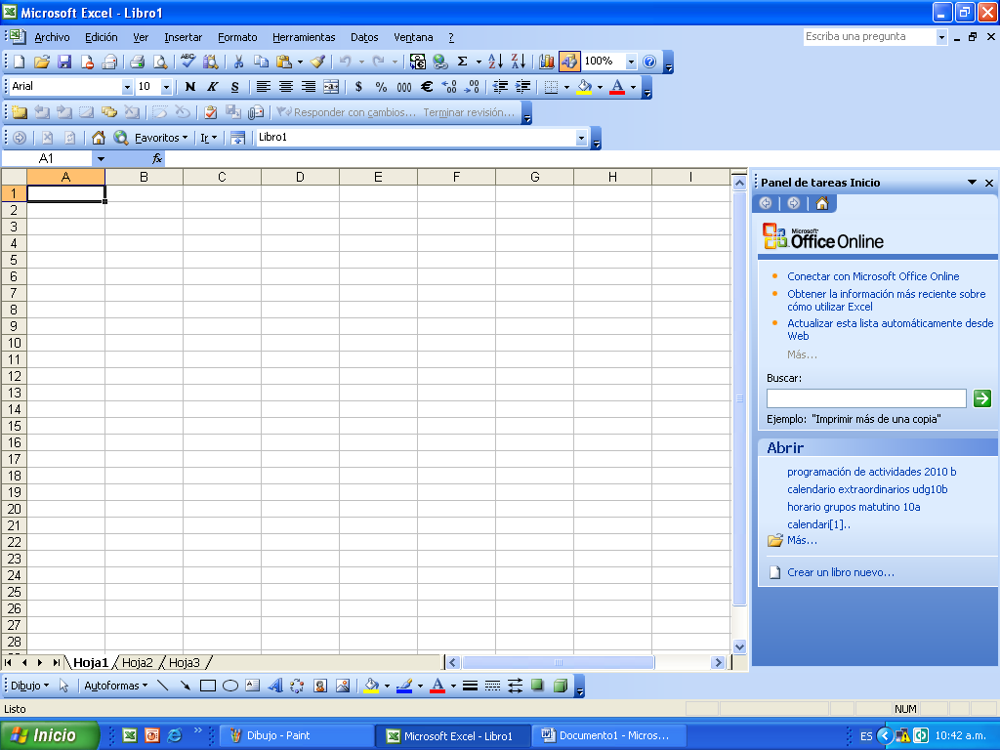 Microsoft Excel - Libro1
Archivo Edición Ver Insertar Formato Herramientas Datos Ventana ? Escriba una pregunta
100%
Arial 10 N K S $ % 000 €
Responder con cambios... Terminar revisión...
Favoritos Ir Libro1
A1 fx
A B C D E F G H I
1
2
3
4
5
6
7
8
9
10
11
12
13
14
15
16
17
18
19
20
21
22
23
24
25
26
27
28
Hoja1 Hoja2 Hoja3
Panel de tareas Inicio
Microsoft
Office Online
Conectar con Microsoft Office Online
Obtener la información más reciente sobre
cómo utilizar Excel
Actualizar esta lista automáticamente desde
Web
Más...
Buscar:
Ejemplo: "Imprimir más de una copia"
Abrir
programación de actividades 2010 b
calendario extraordinarios udg10b
horario grupos matutino 10a
calendari[1]..
Más...
Crear un libro nuevo...
Dibujo Autoformas
Listo NUM
Inicio Dibujo - Paint Microsoft Excel - Libro1 Documento1 - Micros... ES 10:42 a.m.